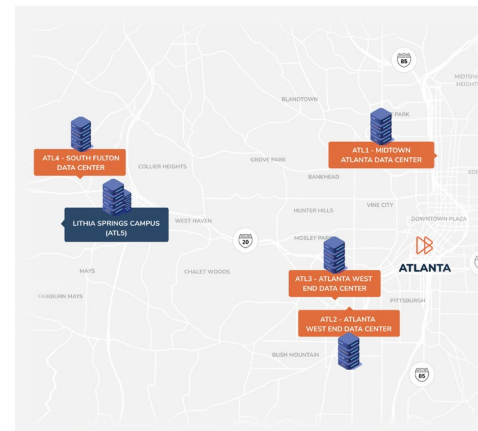 85
MIDTOW
HEIGHT
BLANDTOWN
PARK
ATL1 - MIDTOWN
ATLANTA DATA CENTER
ATL4 - SOUTH FULTON
DATA CENTER
COLLIER HEIGHTS
GROVE PARK
BANKHEAD
VINE CITY
HUNTER HILLS
DOWNTOWN PLAZA
LITHIA SPRINGS CAMPUS
(ATL5)
WEST HAVEN
20
MOSLEY PARK
ATLANTA
MAYS
CHALET WOODS
ATL3 - ATLANTA WEST
END DATA CENTER
FAIRBURN MAYS
PITTSBURGH
ATL2 - ATLANTA
WEST END DATA CENTER
BUSH MOUNTAIN
85